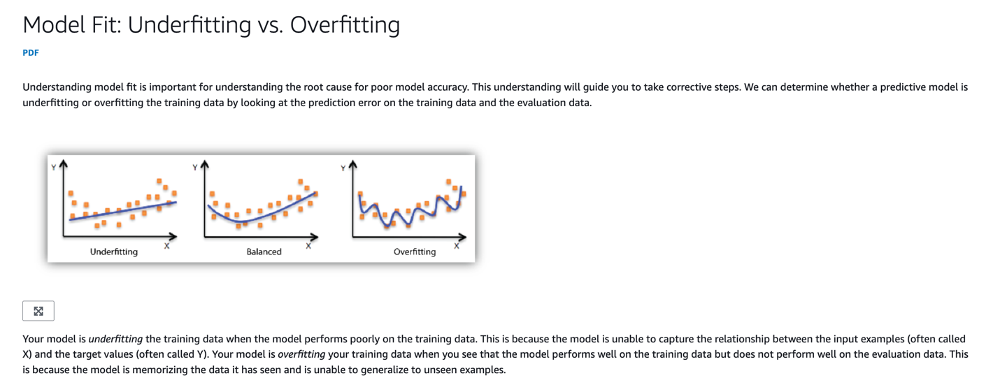 Model Fit: Underfitting vs. Overfitting
PDF
Understanding model fit is important for understanding the root cause for poor model accuracy. This understanding will guide you to take corrective steps. We can determine whether a predictive model is
underfitting or overfitting the training data by looking at the prediction error on the training data and the evaluation data.
Y
X
Underfitting
Y
X
Balanced
Y
X
Overfitting
Your model is underfitting the training data when the model performs poorly on the training data. This is because the model is unable to capture the relationship between the input examples (often called
X) and the target values (often called Y). Your model is overfitting your training data when you see that the model performs well on the training data but does not perform well on the evaluation data. This
is because the model is memorizing the data it has seen and is unable to generalize to unseen examples.